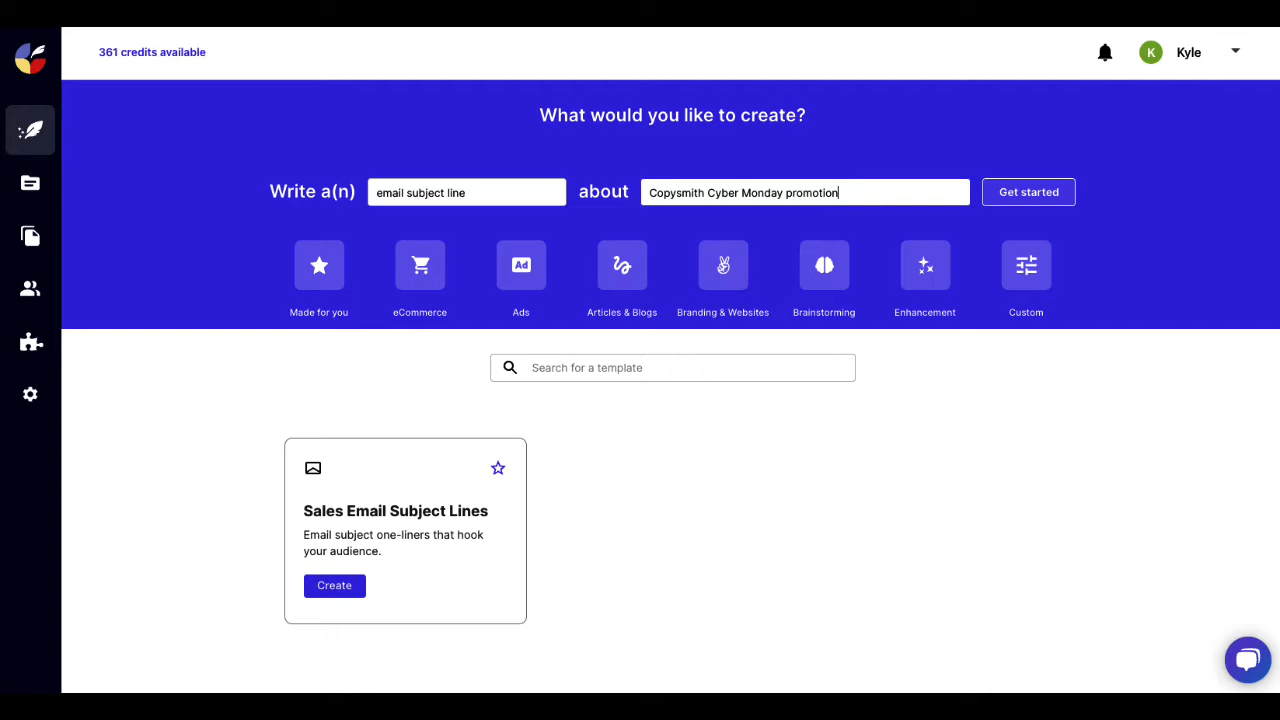 361 credits available
K
Kyle
What would you like to create?
Write a(n) email subject line about Copysmith Cyber Monday promotion Get started
Ad
Made for you eCommerce Ads Articles & Blogs Branding & Websites Brainstorming Enhancement Custom
Search for a template
Sales Email Subject Lines
Email subject one-liners that hook
your audience.
Create